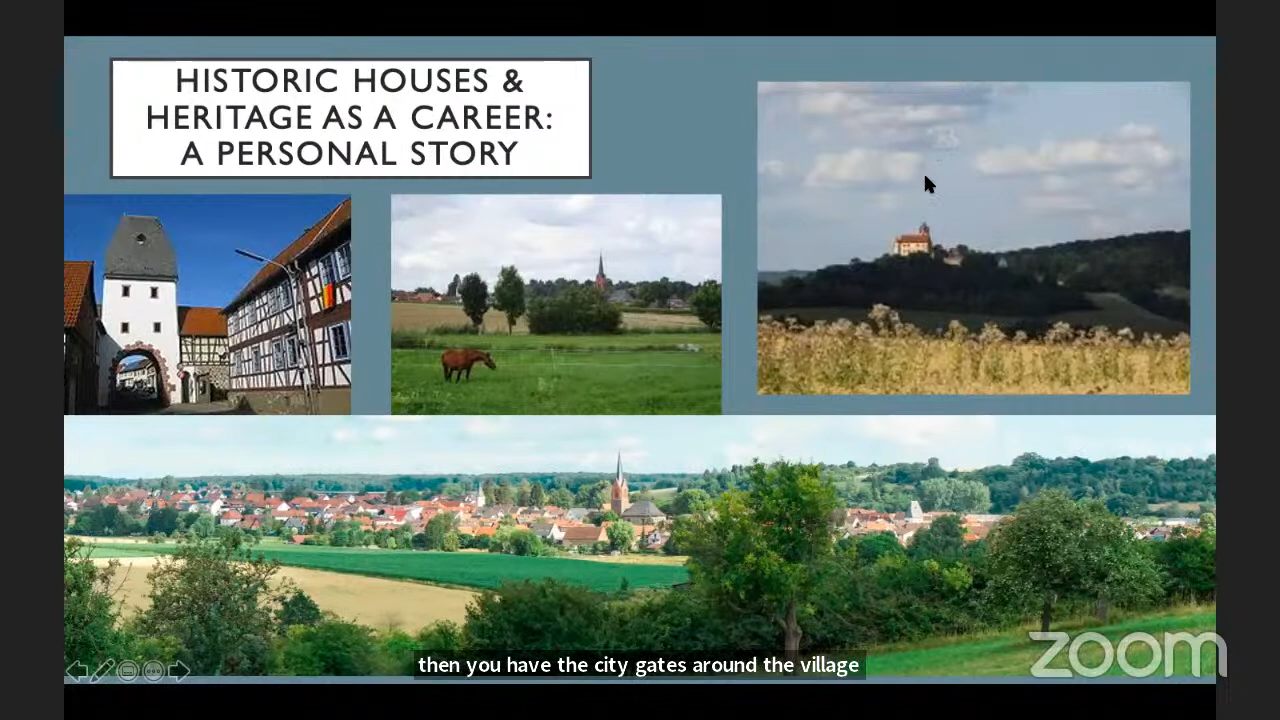 HISTORIC HOUSES &
HERITAGE AS A CAREER:
A PERSONAL STORY
then you have the city gates around the village
zoom